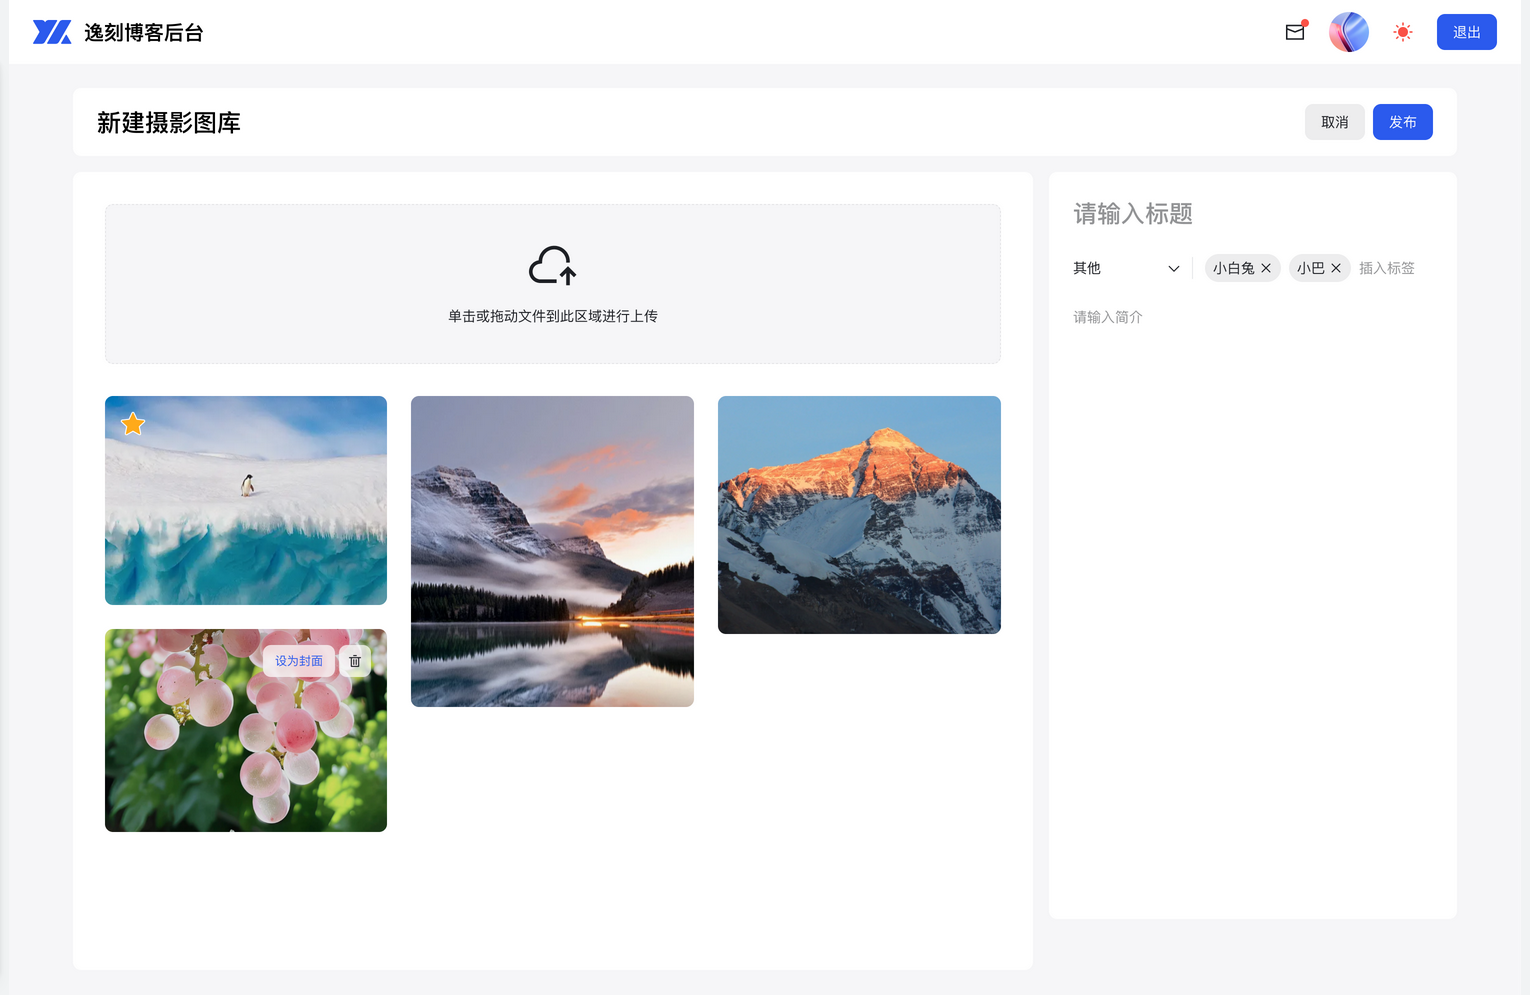 逸刻博客后台
退出
新建摄影图库
取消
发布
单击或拖动文件到此区域进行上传
请输入标题
其他
小白兔
小巴
插入标签
请输入简介
设为封面